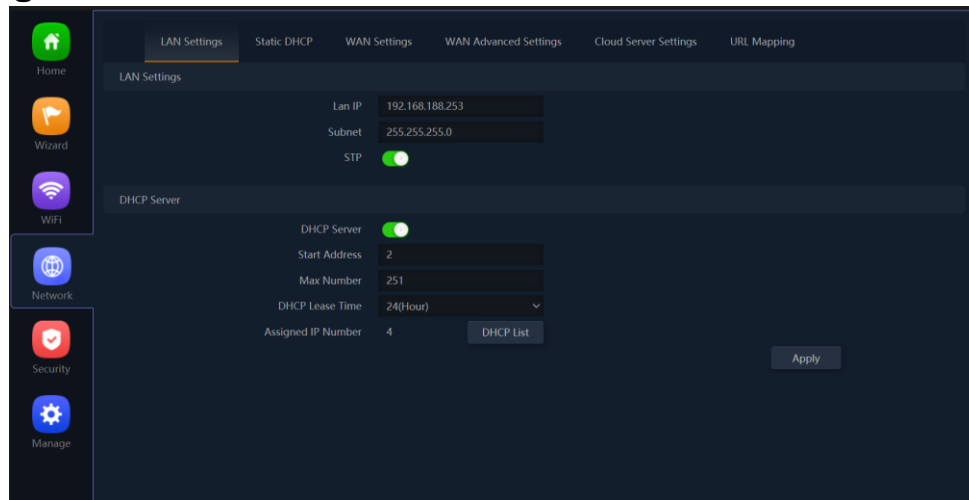 Home
Wizard
WiFi
Network
Security
Manage
LAN Settings Static DHCP WAN Settings WAN Advanced Settings Cloud Server Settings URL Mapping
LAN Settings
Lan IP 192.168.188.253
Subnet 255.255.255.0
STP
DHCP Server
DHCP Server
Start Address 2
Max Number 251
DHCP Lease Time 24(Hour)
Assigned IP Number 4 DHCP List
Apply